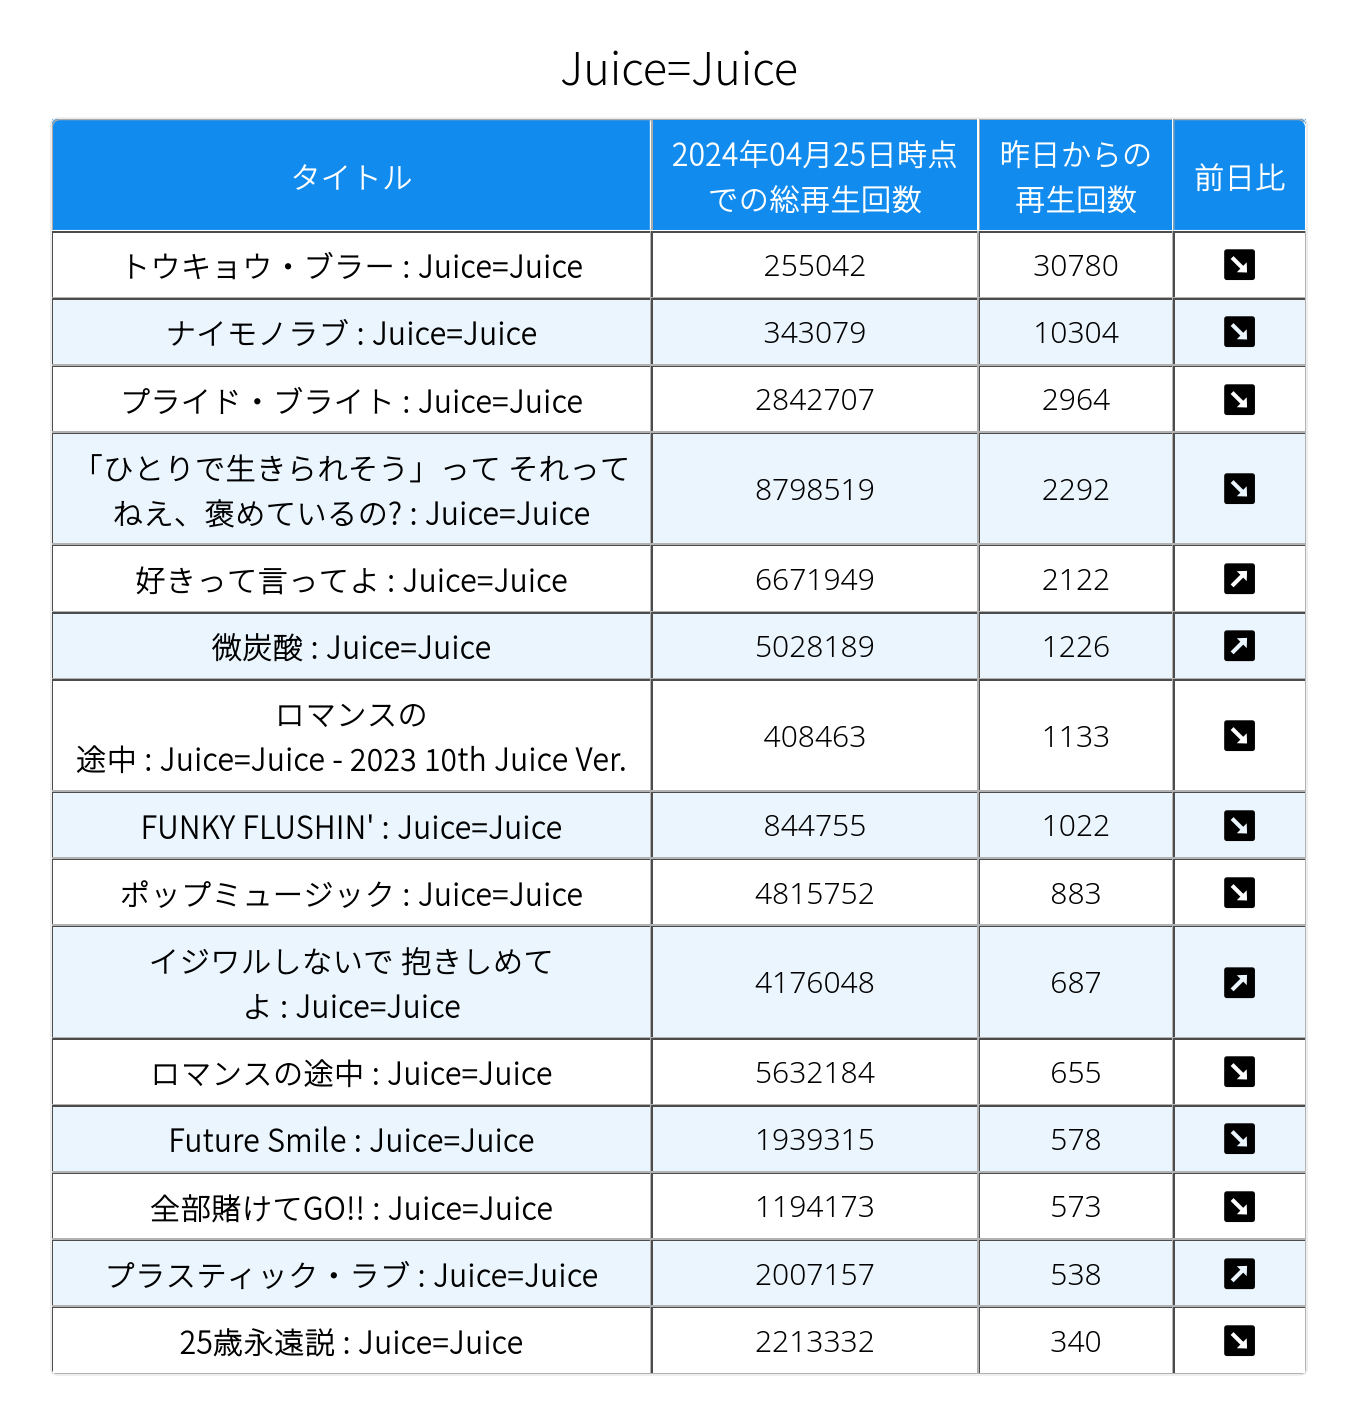 Juice=Juice
タイトル
2024年04月25日時点
での総再生回数
昨日からの
再生回数
前日比
トウキョウ・ブラー : Juice=Juice
255042
30780
ナイモノラブ : Juice=Juice
343079
10304
プライド・ブライト : Juice=Juice
2842707
2964
「ひとりで生きられそう」って それって
ねえ、褒めているの? : Juice=Juice
8798519
2292
好きって言ってよ : Juice=Juice
6671949
2122
微炭酸 : Juice=Juice
5028189
1226
ロマンスの
途中 : Juice=Juice - 2023 10th Juice Ver.
408463
1133
FUNKY FLUSHIN' : Juice=Juice
844755
1022
ポップミュージック : Juice=Juice
4815752
883
イジワルしないで 抱きしめて
よ : Juice=Juice
4176048
687
ロマンスの途中 : Juice=Juice
5632184
655
Future Smile : Juice=Juice
1939315
578
全部賭けてGO!! : Juice=Juice
1194173
573
プラスティック・ラブ : Juice=Juice
2007157
538
25歳永遠説 : Juice=Juice
2213332
340